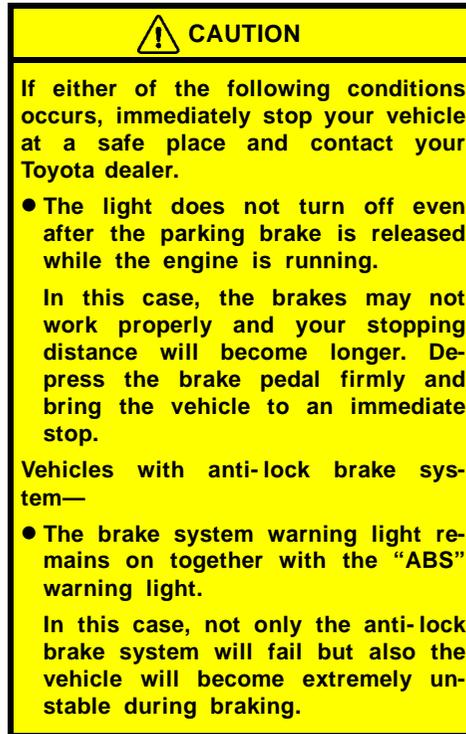 CAUTION
If either of the following conditions
occurs, immediately stop your vehicle
at a safe place and contact your
Toyota dealer.
● The light does not turn off even
after the parking brake is released
while the engine is running.
In this case, the brakes may not
work properly and your stopping
distance will become longer. De-
press the brake pedal firmly and
bring the vehicle to an immediate
stop.
Vehicles with anti-lock brake sys-
tem—
● The brake system warning light re-
mains on together with the “ABS”
warning light.
In this case, not only the anti-lock
brake system will fail but also the
vehicle will become extremely un-
stable during braking.